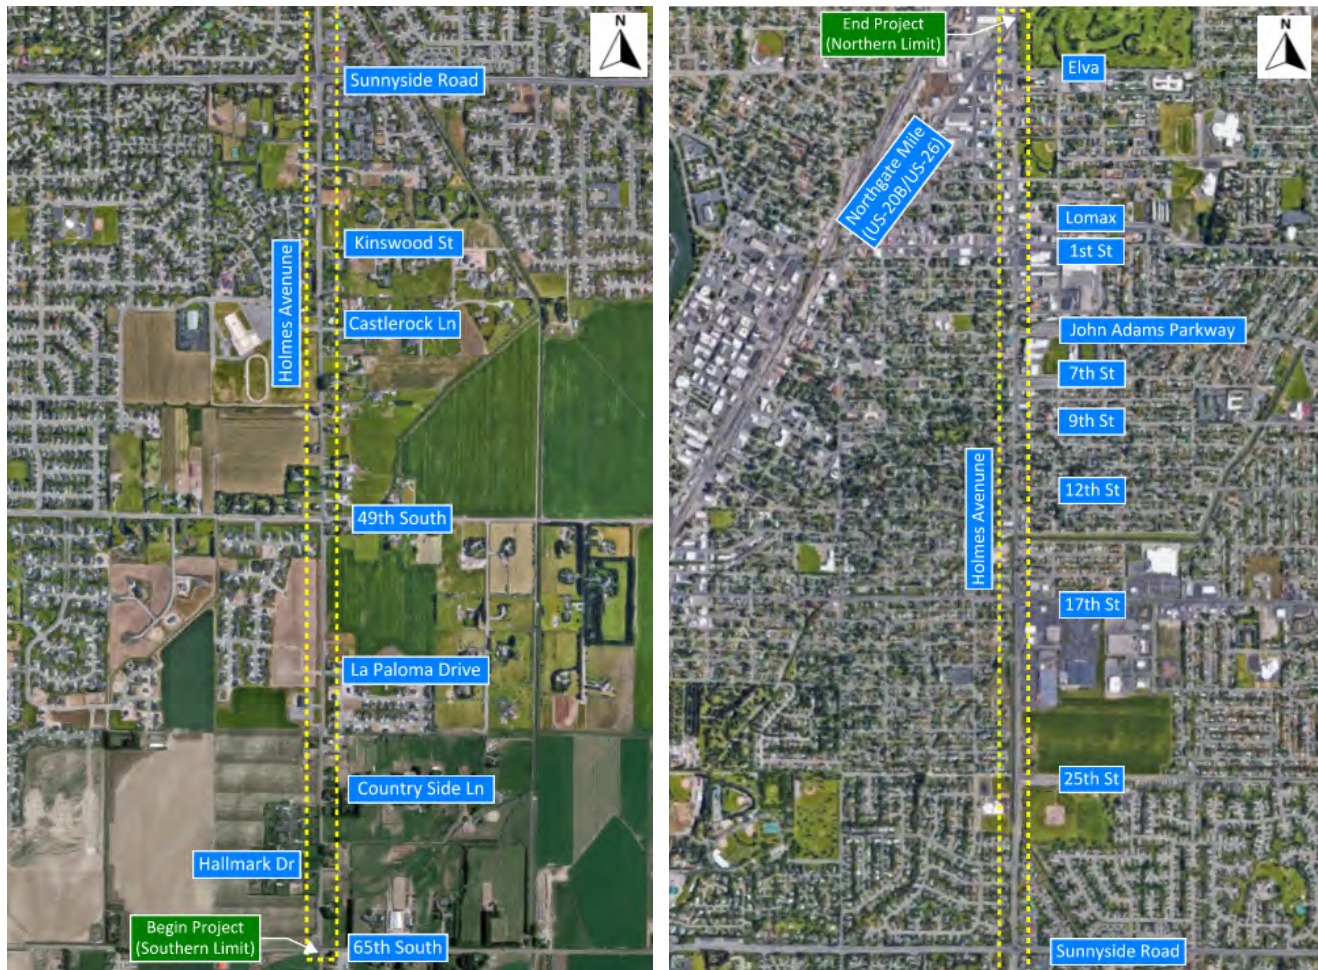 N
Sunnyside Road
Kinswood St
Holmes Avenune
Castlerock Ln
49th South
La Paloma Drive
Country Side Ln
Hallmark Dr
Begin Project
(Southern Limit)
65th South
End Project
(Northern Limit)
N
Elva
Northgate Mile
(US-20B/US-26)
Lomax
1st St
John Adams Parkway
7th St
9th St
Holmes Avenune
12th St
17th St
25th St
Sunnyside Road